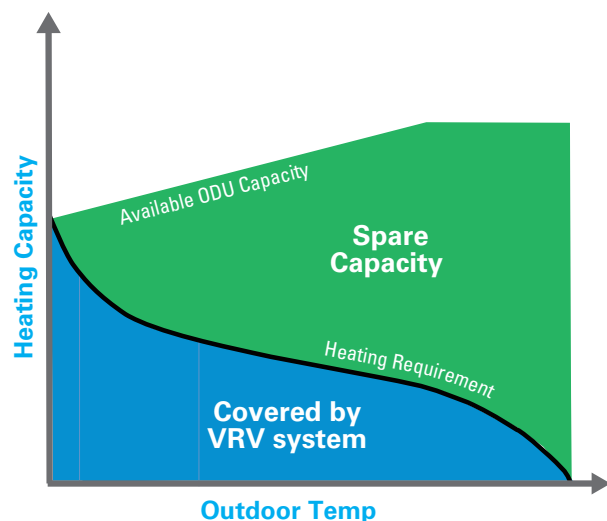 Heating Capacity
Available ODU Capacity
Spare
Capacity
Heating Requirement
Covered by
VRV system
Outdoor Temp